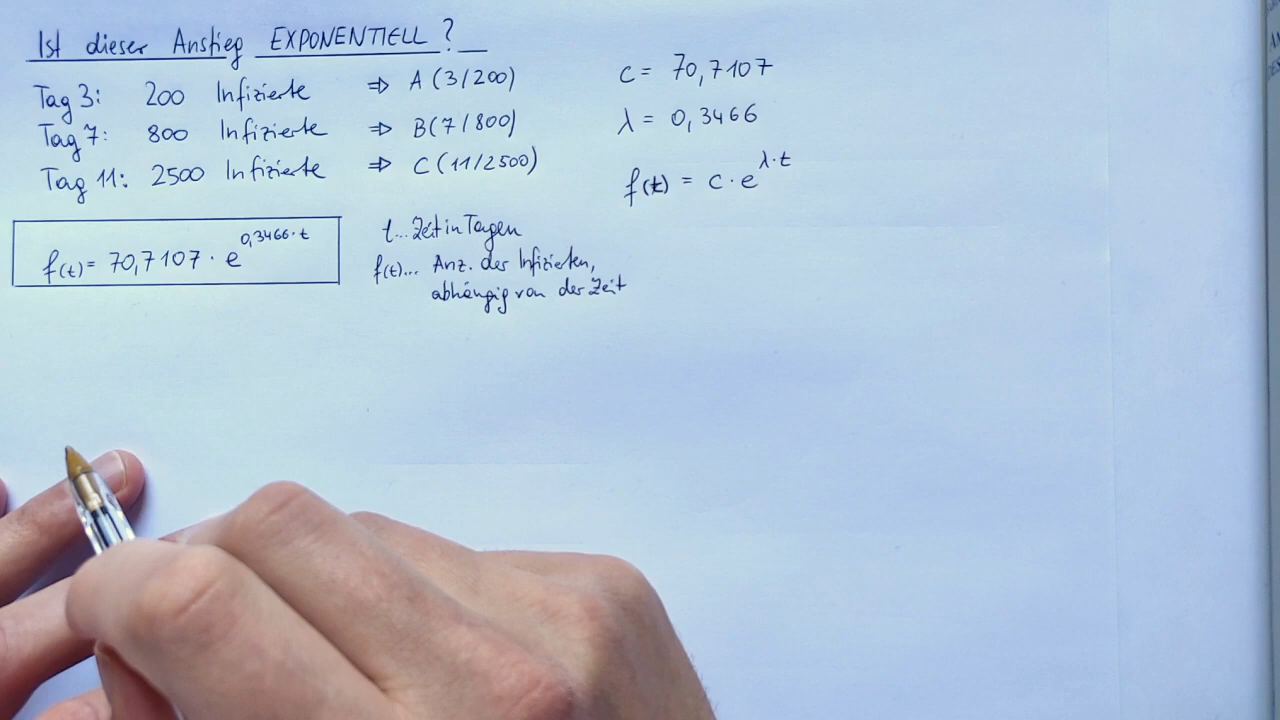 Ist dieser Anstieg EXPONENTIELL?
Tag 3: 200 Infizierte ⇒ A(3/200)
Tag 7: 800 Infizierte ⇒ B(7/800)
Tag 11: 2500 Infizierte ⇒ C(11/2500)
c = 70,7107
λ = 0,3466
f(t) = c · e^λ·t
f(t) = 70,7107 · e^0,3466·t
t... Zeit in Tagen
f(t)... Anz. der Infizierten,
abhängig von der Zeit